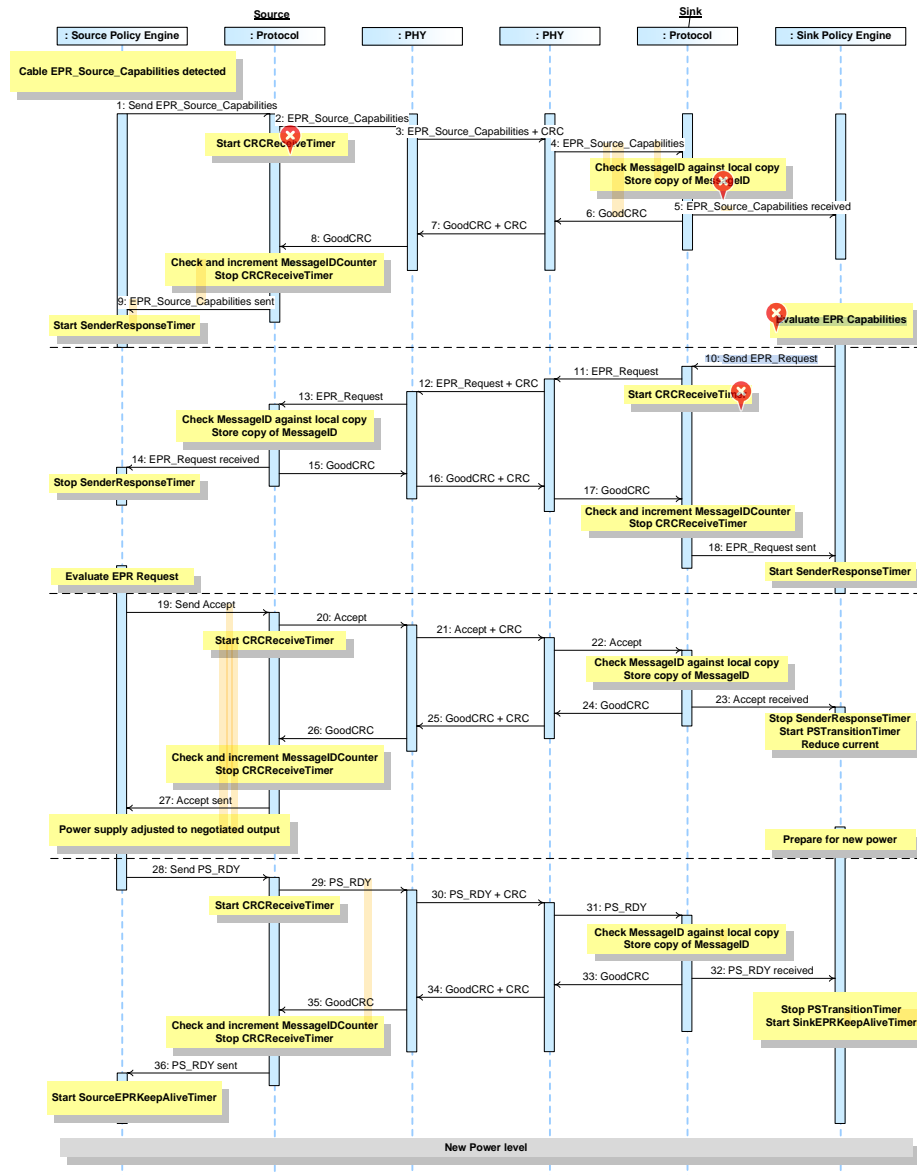 Source
Sink
: Source Policy Engine
: Protocol
: PHY
: PHY
: Protocol
: Sink Policy Engine
Cable EPR_Source_Capabilities detected
1: Send EPR_Source_Capabilities
2: EPR_Source_Capabilities
3: EPR_Source_Capabilities + CRC
Start CRCReceiveTimer
4: EPR_Source_Capabilities
Check MessageID against local copy
Store copy of MessageID
5: EPR_Source_Capabilities received
6: GoodCRC
7: GoodCRC + CRC
8: GoodCRC
Check and increment MessageIDCounter
Stop CRCReceiveTimer
9: EPR_Source_Capabilities sent
Start SenderResponseTimer
Evaluate EPR Capabilities
10: Send EPR_Request
11: EPR_Request
12: EPR_Request + CRC
Start CRCReceiveTimer
13: EPR_Request
Check MessageID against local copy
Store copy of MessageID
14: EPR_Request received
15: GoodCRC
Stop SenderResponseTimer
16: GoodCRC + CRC
17: GoodCRC
Check and increment MessageIDCounter
Stop CRCReceiveTimer
18: EPR_Request sent
Evaluate EPR Request
Start SenderResponseTimer
19: Send Accept
20: Accept
21: Accept + CRC
Start CRCReceiveTimer
22: Accept
Check MessageID against local copy
Store copy of MessageID
23: Accept received
24: GoodCRC
25: GoodCRC + CRC
26: GoodCRC
Stop SenderResponseTimer
Start PSTransitionTimer
Reduce current
Check and increment MessageIDCounter
Stop CRCReceiveTimer
27: Accept sent
Power supply adjusted to negotiated output
Prepare for new power
28: Send PS_RDY
29: PS_RDY
30: PS_RDY + CRC
Start CRCReceiveTimer
31: PS_RDY
Check MessageID against local copy
Store copy of MessageID
32: PS_RDY received
33: GoodCRC
34: GoodCRC + CRC
35: GoodCRC
Stop PSTransitionTimer
Start SinkEPRKeepAliveTimer
Check and increment MessageIDCounter
Stop CRCReceiveTimer
36: PS_RDY sent
Start SourceEPRKeepAliveTimer
New Power level